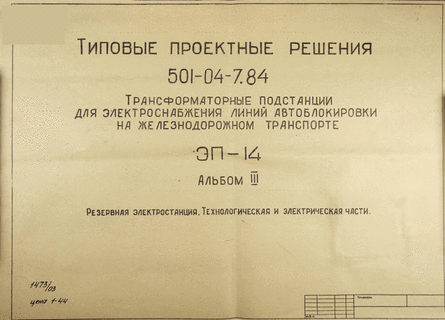 Типовые проектные решения
501-04-7.84
Трансформаторные подстанции
для электроснабжения линий автоблокировки
на железнодорожном транспорте
ЭП-14
Альбом III
Резервная электростанция, Технологическая и электрическая части.
1473/03
цена 1-44